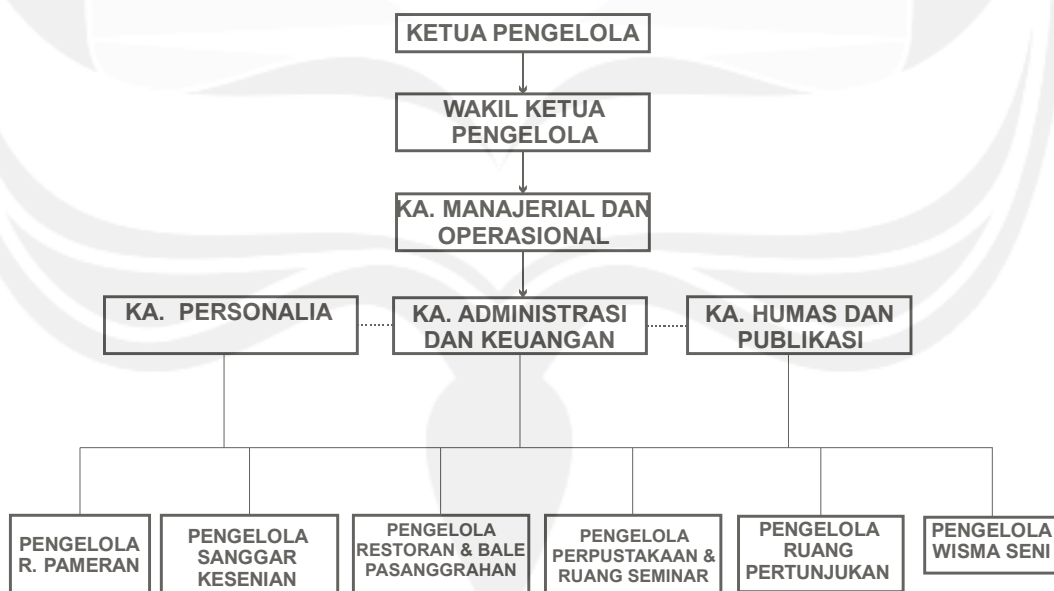 KETUA PENGELOLA
WAKIL KETUA
PENGELOLA
KA. MANAJERIAL DAN
OPERASIONAL
KA. PERSONALIA
KA. ADMINISTRASI
DAN KEUANGAN
KA. HUMAS DAN
PUBLIKASI
PENGELOLA
R. PAMERAN
PENGELOLA
SANGGAR
KESENIAN
PENGELOLA
RESTORAN & BALE
PASANGGRAHAN
PENGELOLA
PERPUSTAKAAN &
RUANG SEMINAR
PENGELOLA
RUANG
PERTUNJUKAN
PENGELOLA
WISMA SENI